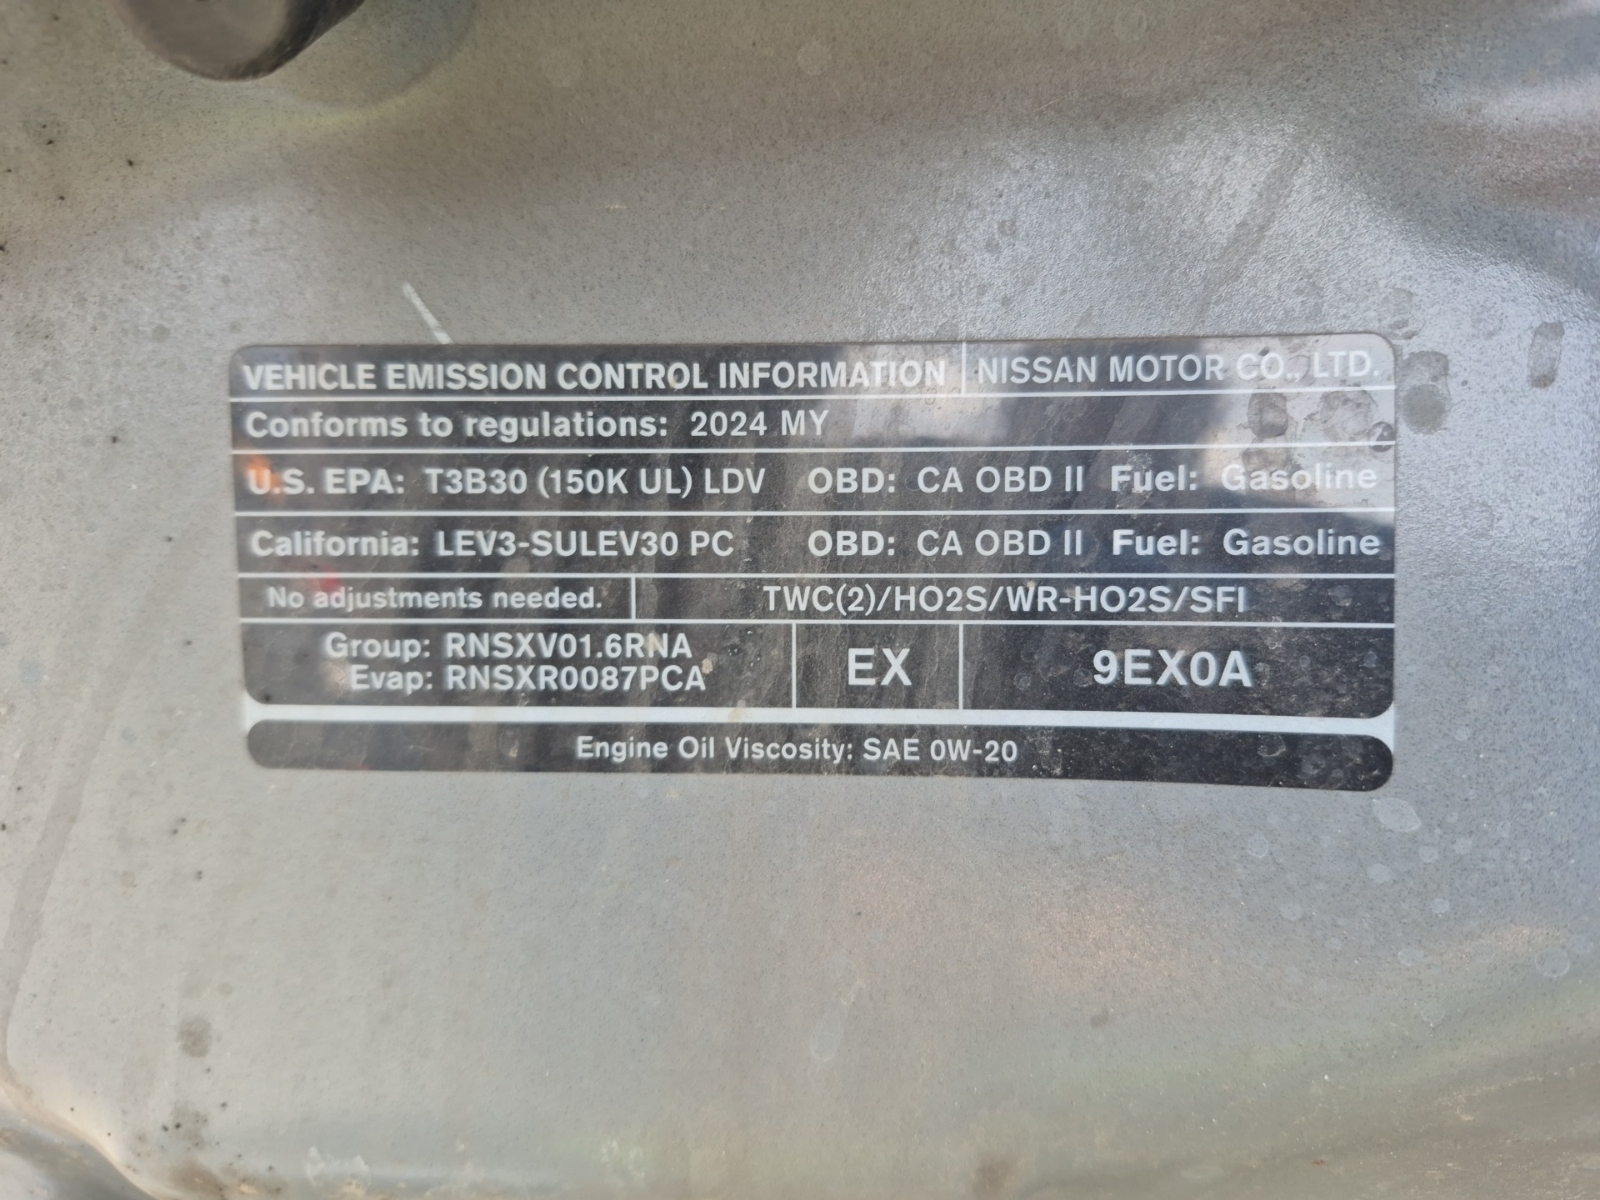 VEHICLE EMISSION CONTROL INFORMATION NISSAN MOTOR CO., LTD.
Conforms to regulations: 2024 MY
U.S. EPA: T3B30 (150K UL) LDV OBD: CA OBD II Fuel: Gasoline
California: LEV3-SULEV30 PC OBD: CA OBD II Fuel: Gasoline
No adjustments needed. TWC(2)/HO2S/WR-HO2S/SFI
Group: RNSXV01.6RNA
Evap: RNSXR0087PCA
EX
9EX0A
Engine Oil Viscosity: SAE 0W-20